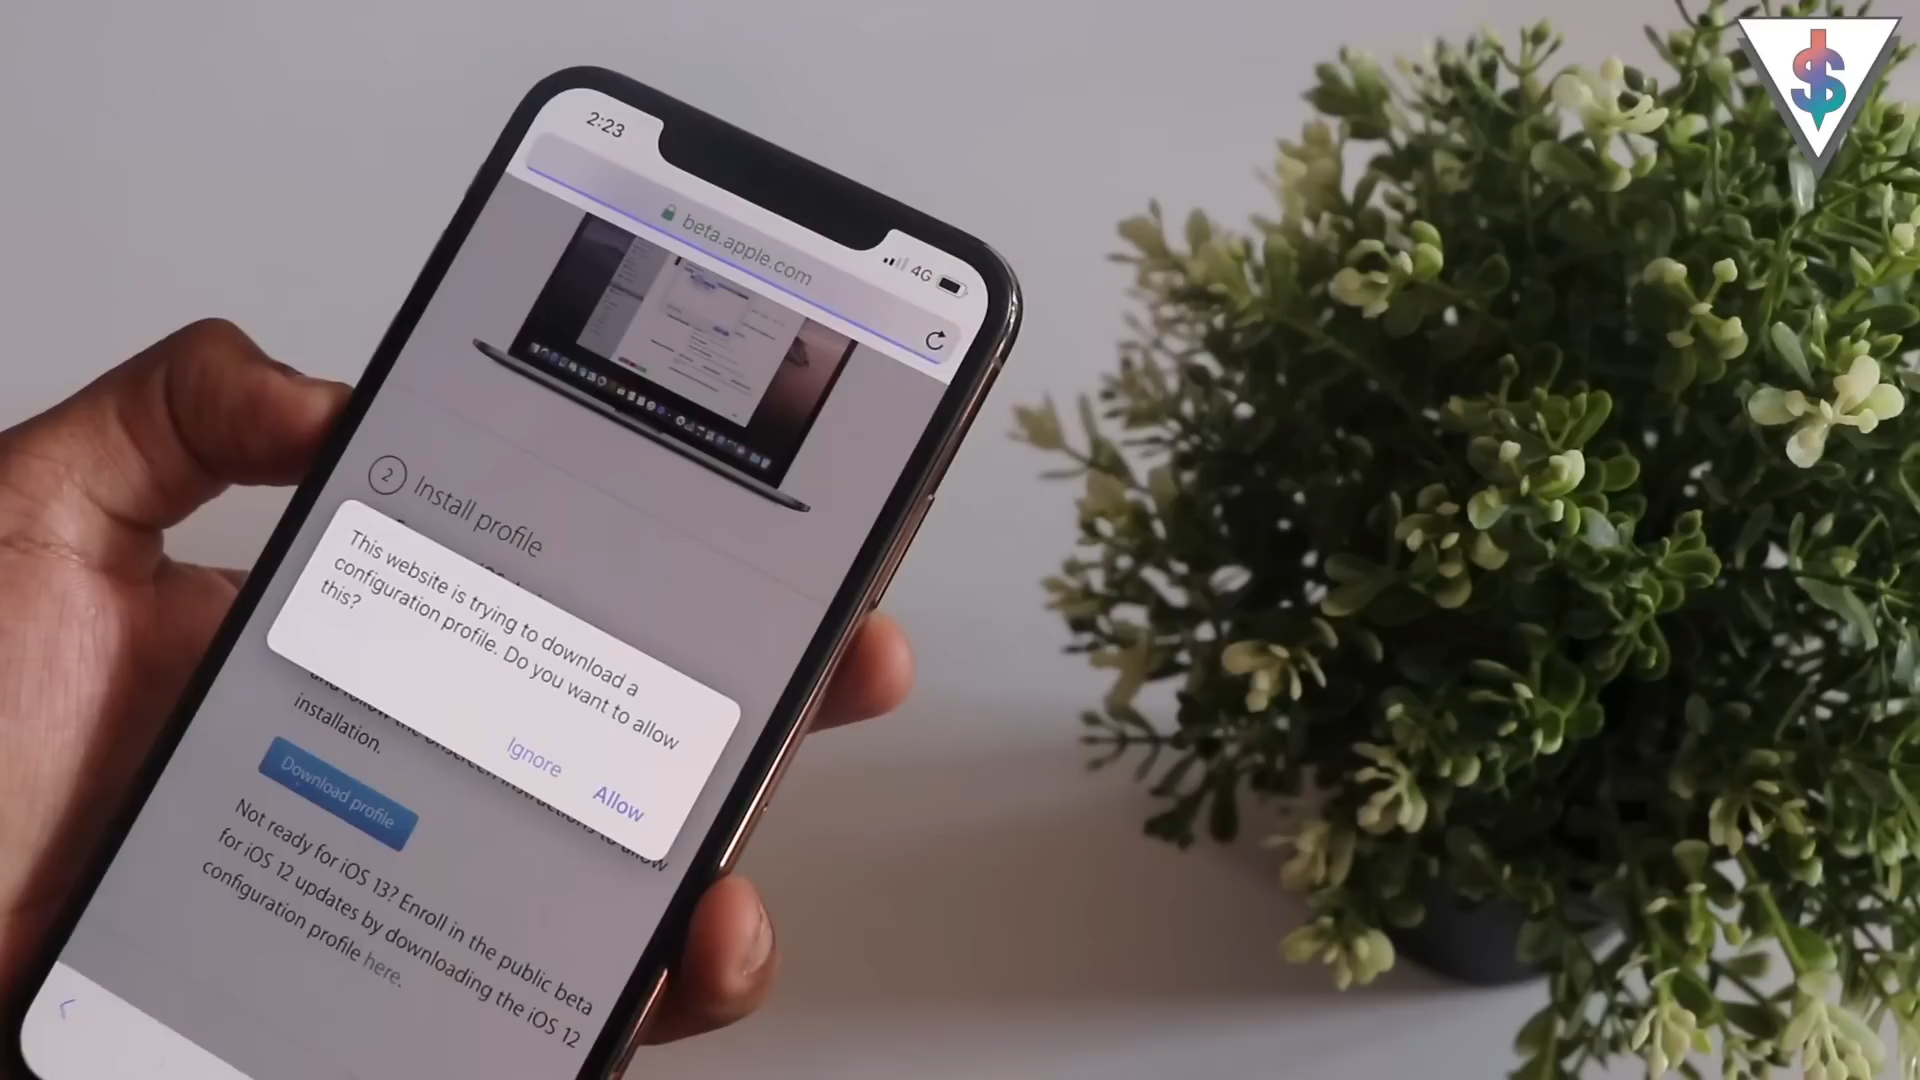 2:23
4G
beta.apple.com
2 Install profile
This website is trying to download a
configuration profile. Do you want to allow
this?
Ignore
Allow
installation.
Download profile
Not ready for iOS 13? Enroll in the public beta
for iOS 12 updates by downloading the iOS 12
configuration profile here.
$